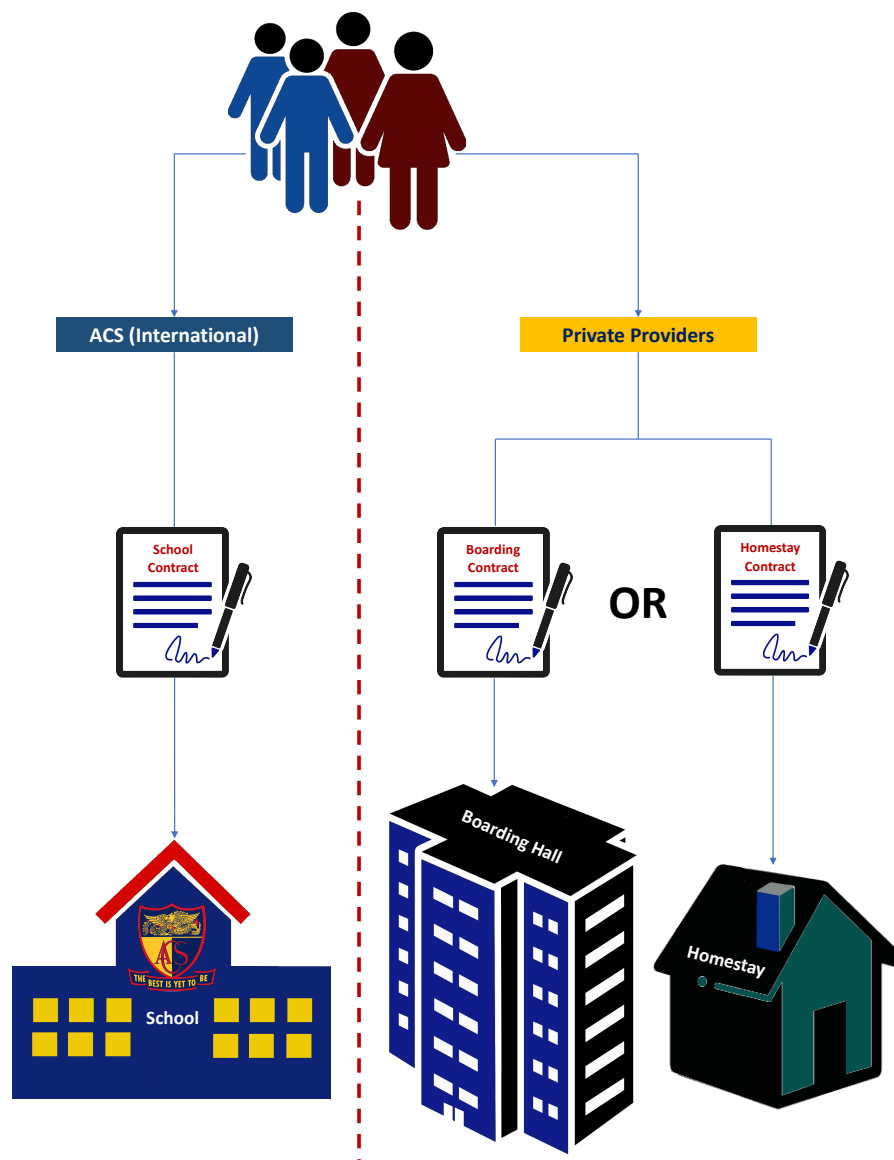 ACS (International)
Private Providers
School
Contract
Boarding
Contract
OR
Homestay
Contract
Boarding Hall
Homestay
ACS
THE BEST IS YET TO BE
School